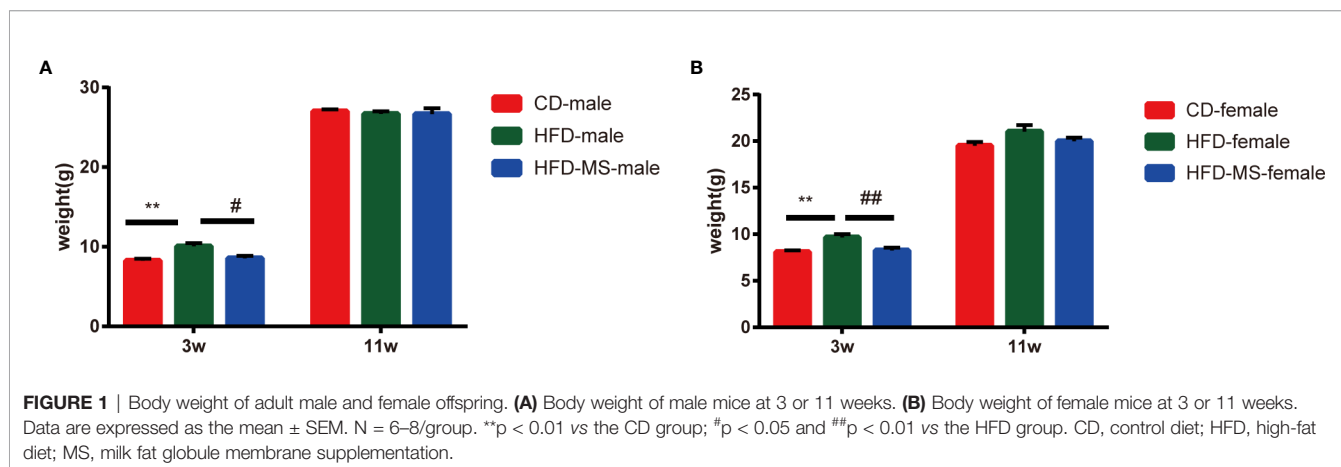 A
weight(g)
30
20
10
0
**
#
3w
11w
CD-male
HFD-male
HFD-MS-male
B
weight(g)
25
20
15
10
5
0
**
##
3w
11w
CD-female
HFD-female
HFD-MS-female
FIGURE 1 | Body weight of adult male and female offspring. (A) Body weight of male mice at 3 or 11 weeks. (B) Body weight of female mice at 3 or 11 weeks.
Data are expressed as the mean ± SEM. N = 6–8/group. **p < 0.01 vs the CD group; #p < 0.05 and ##p < 0.01 vs the HFD group. CD, control diet; HFD, high-fat
diet; MS, milk fat globule membrane supplementation.